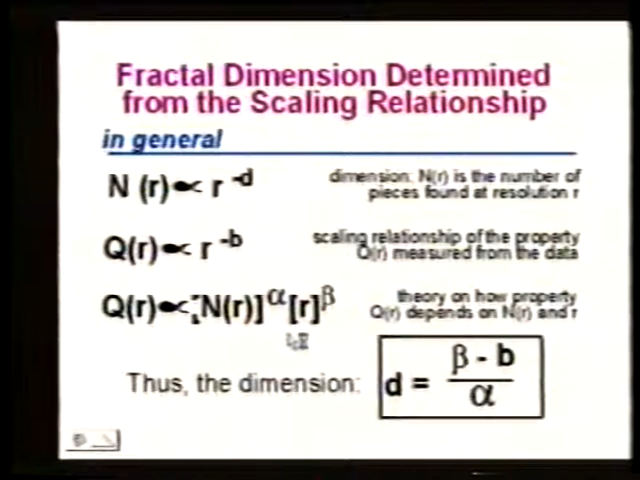 Fractal Dimension Determined
from the Scaling Relationship
in general
N (r) ∝ r^-d
dimension: N(r) is the number of
pieces found at resolution r
Q(r) ∝ r^-b
scaling relationship of the property
Q(r) measured from the data
Q(r) ∝ [N(r)]^α [r]^β
theory on how property
Q(r) depends on N(r) and r
Thus, the dimension: d = (β - b) / α